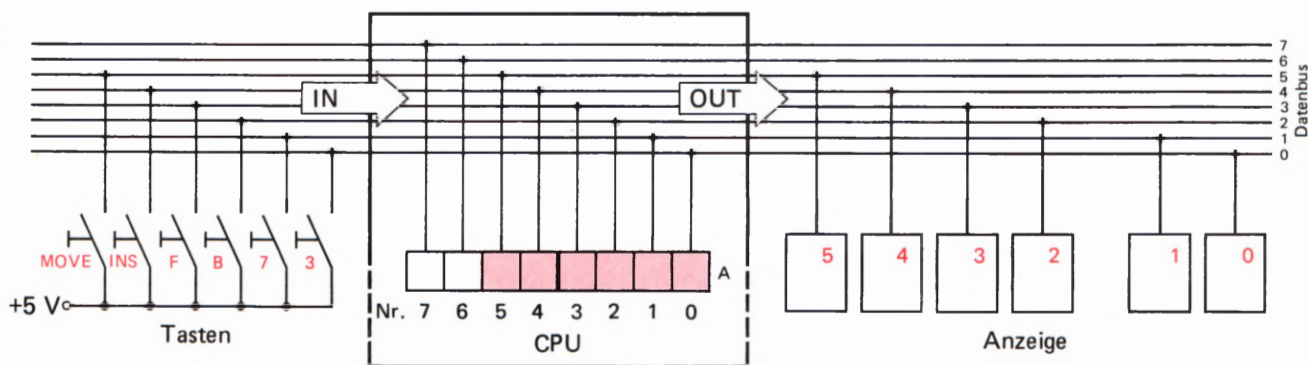 7
6
5
4
3
2
1
0
Datenbus
IN
OUT
MOVE INS F B 7 3
+5 V
Tasten
A
Nr. 7 6 5 4 3 2 1 0
CPU
5 4 3 2 1 0
Anzeige